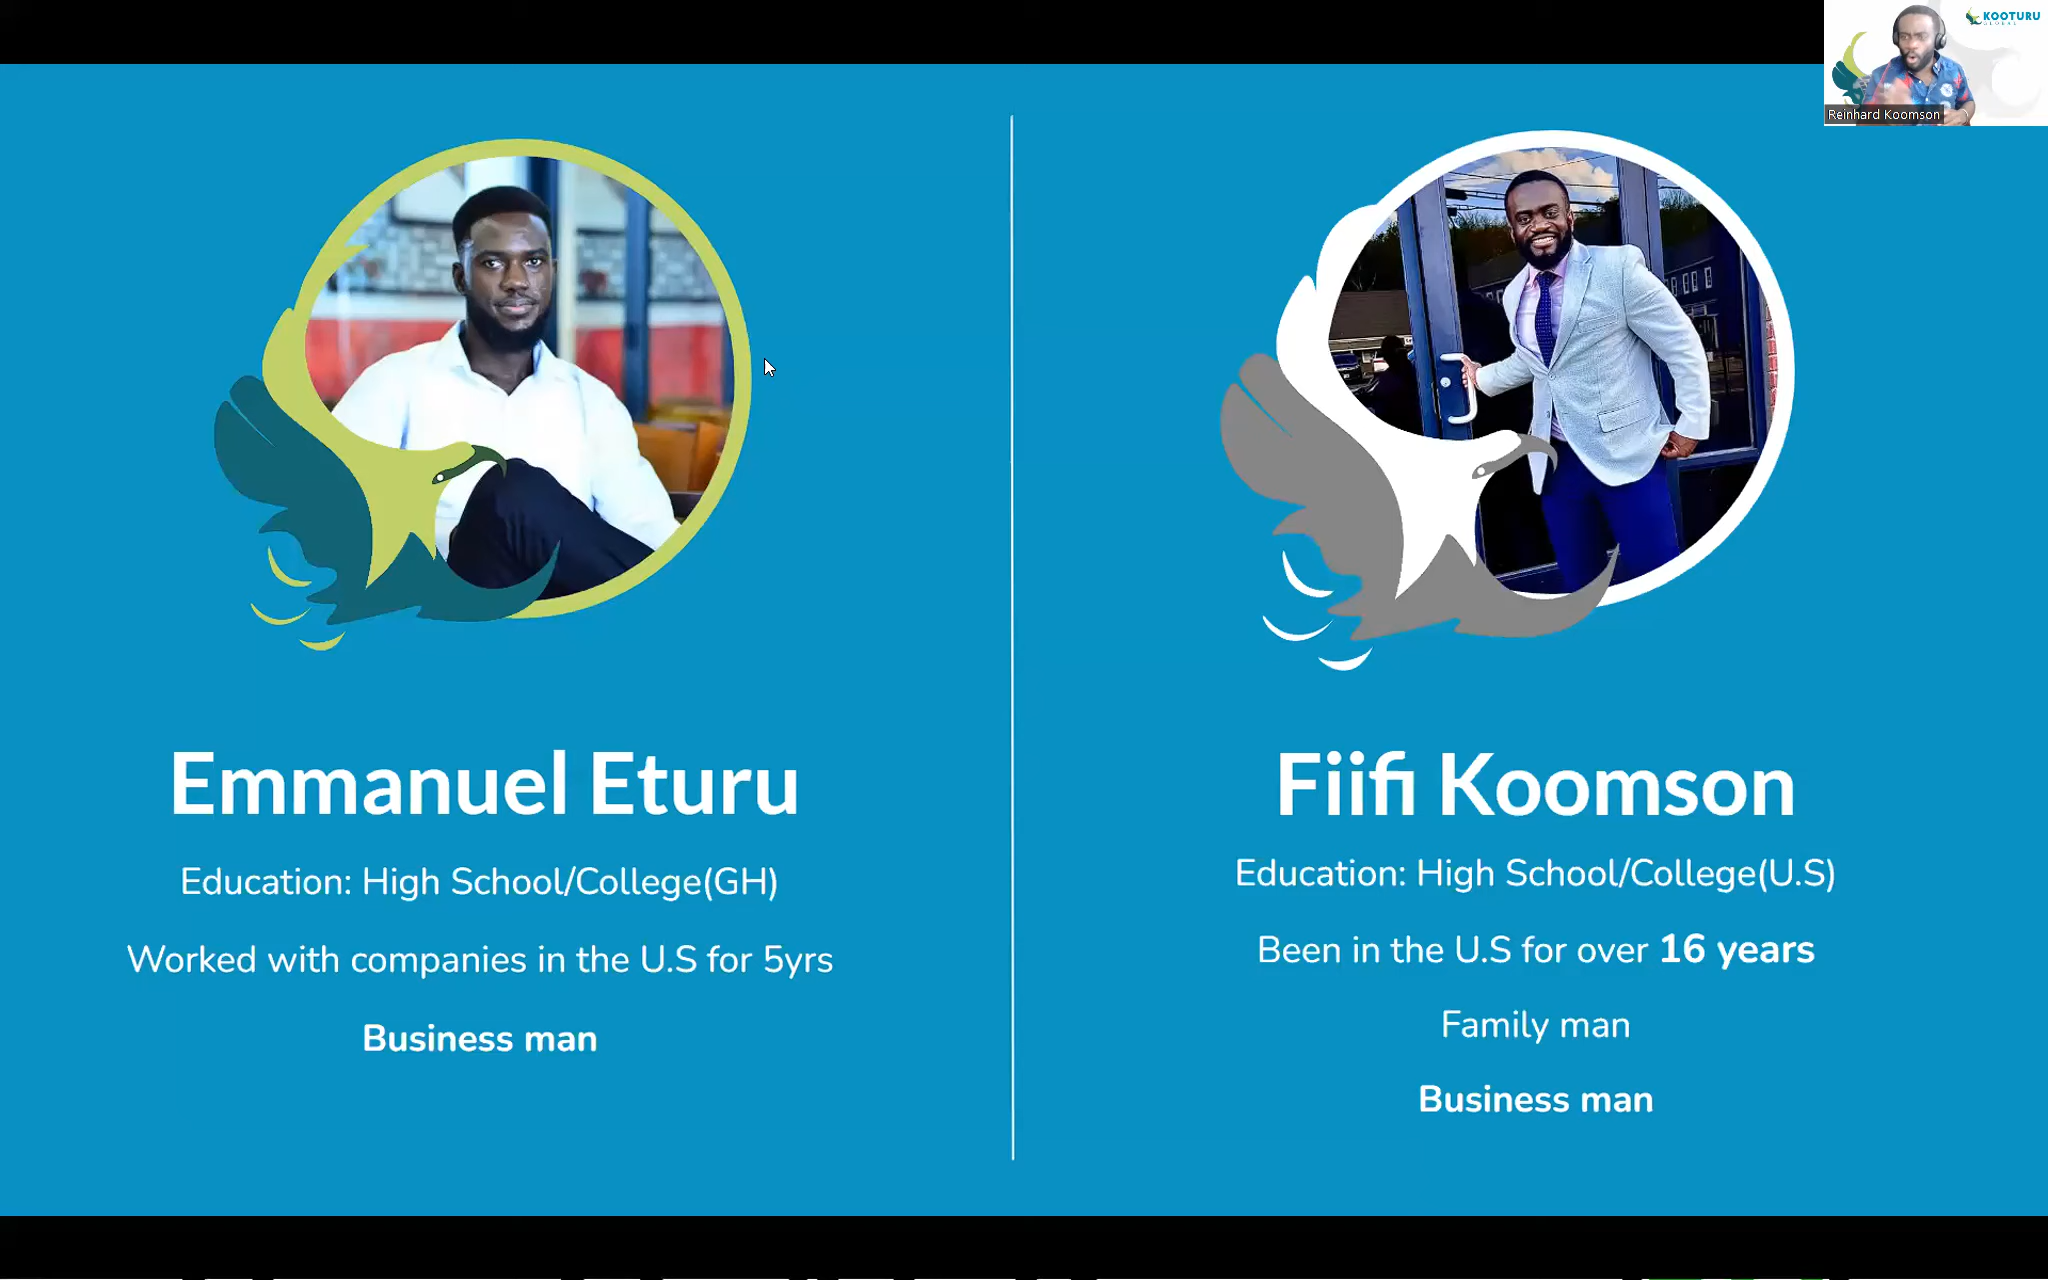 KOOTURU
GLOBAL
Reinhard Koomson
Emmanuel Eturu
Education: High School/College(GH)
Worked with companies in the U.S for 5yrs
Business man
Fiifi Koomson
Education: High School/College(U.S)
Been in the U.S for over 16 years
Family man
Business man